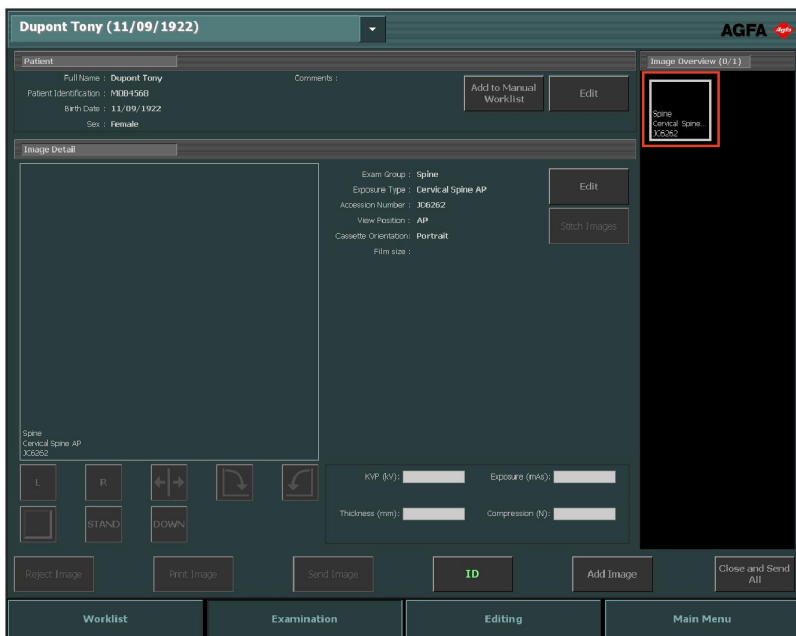 Dupont Tony (11/09/1922)
AGFA Agfa
Patient
Full Name : Dupont Tony
Comments :
Patient Identification : M084568
Birth Date : 11/09/1922
Sex : Female
Add to Manual
Worklist
Edit
Image Overview (0/1)
Spine
Cervical Spine..
JC6262
Image Detail
Exam Group : Spine
Exposure Type : Cervical Spine AP
Accession Number : JC6262
View Position : AP
Cassette Orientation: Portrait
Film size :
Edit
Stitch Images
Spine
Cervical Spine AP
JC6262
L
R
STAND
DOWN
KVP (kV):
Exposure (mAs):
Thickness (mm):
Compression (N):
Reject Image
Print Image
Send Image
ID
Add Image
Close and Send
All
Worklist
Examination
Editing
Main Menu